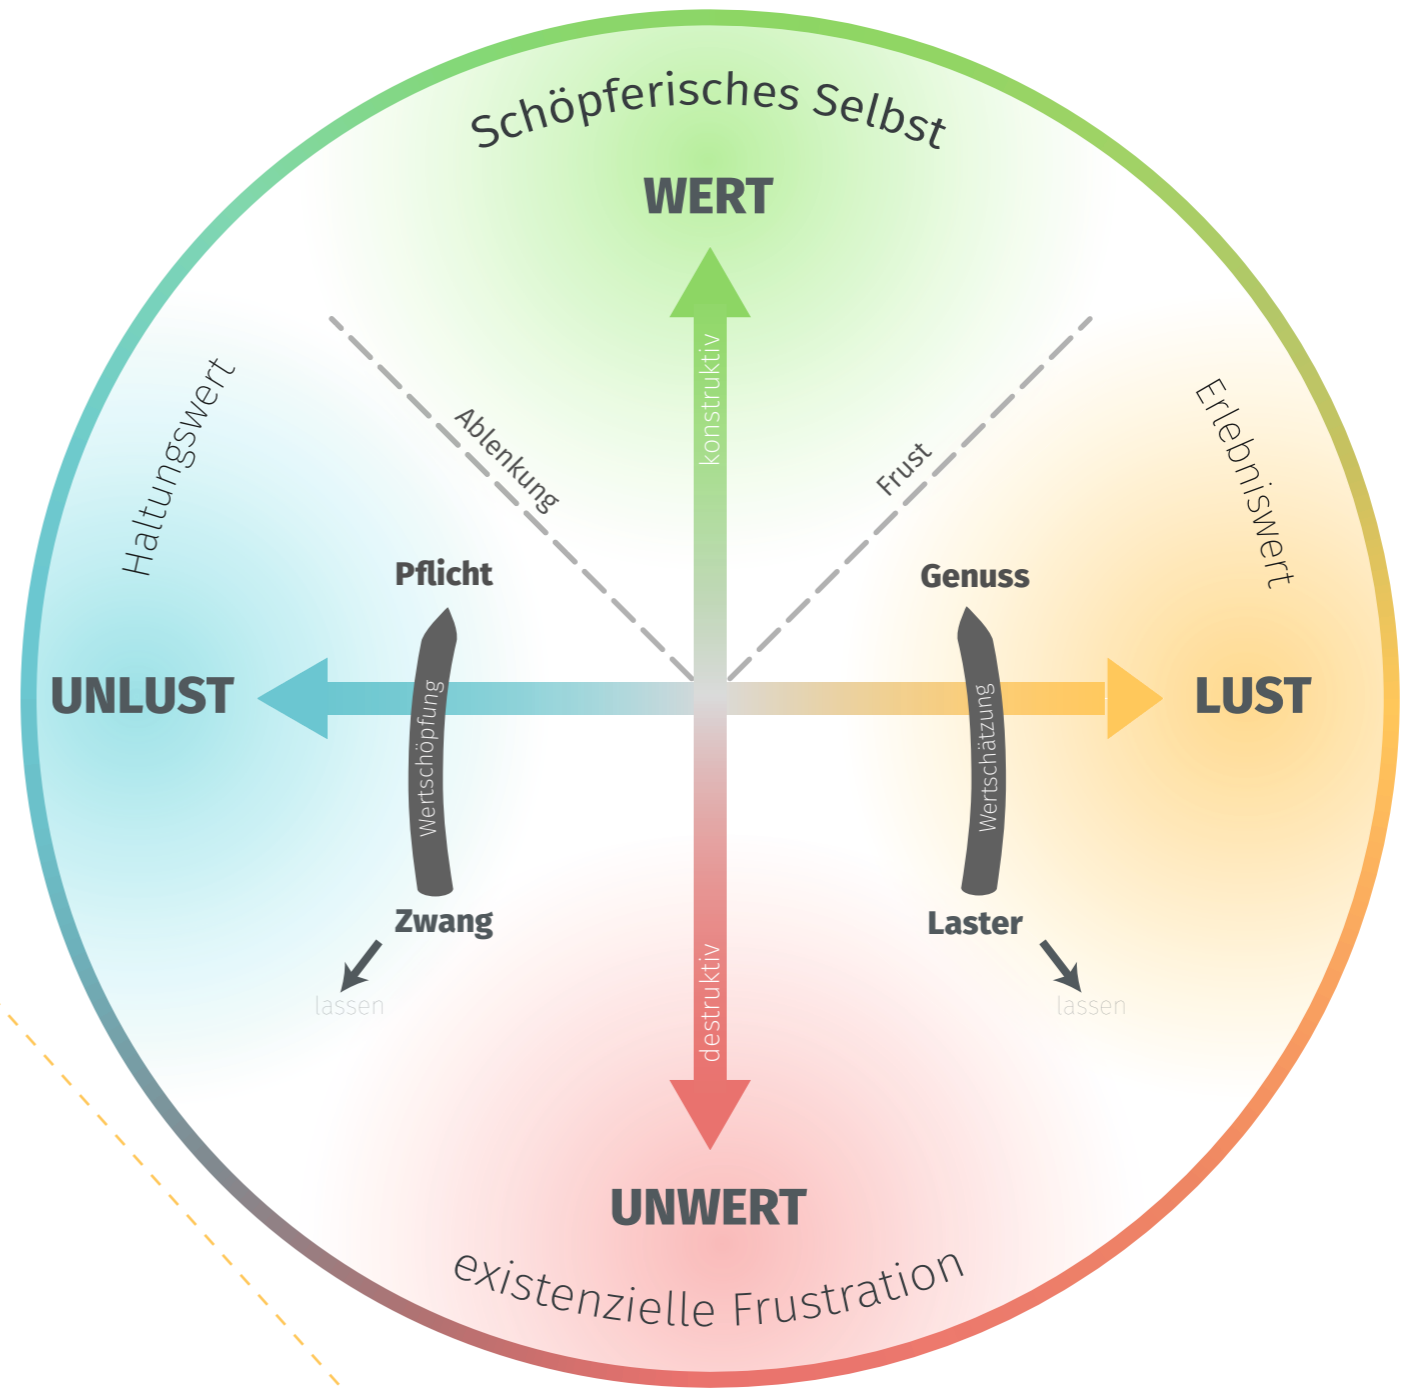 Schöpferisches Selbst
WERT
konstruktiv
Haltungswert
Erlebniswert
Ablenkung
Frust
Pflicht
Genuss
UNLUST
LUST
Wertschöpfung
Wertschätzung
Zwang
Laster
lassen
lassen
destruktiv
UNWERT
existenzielle Frustration